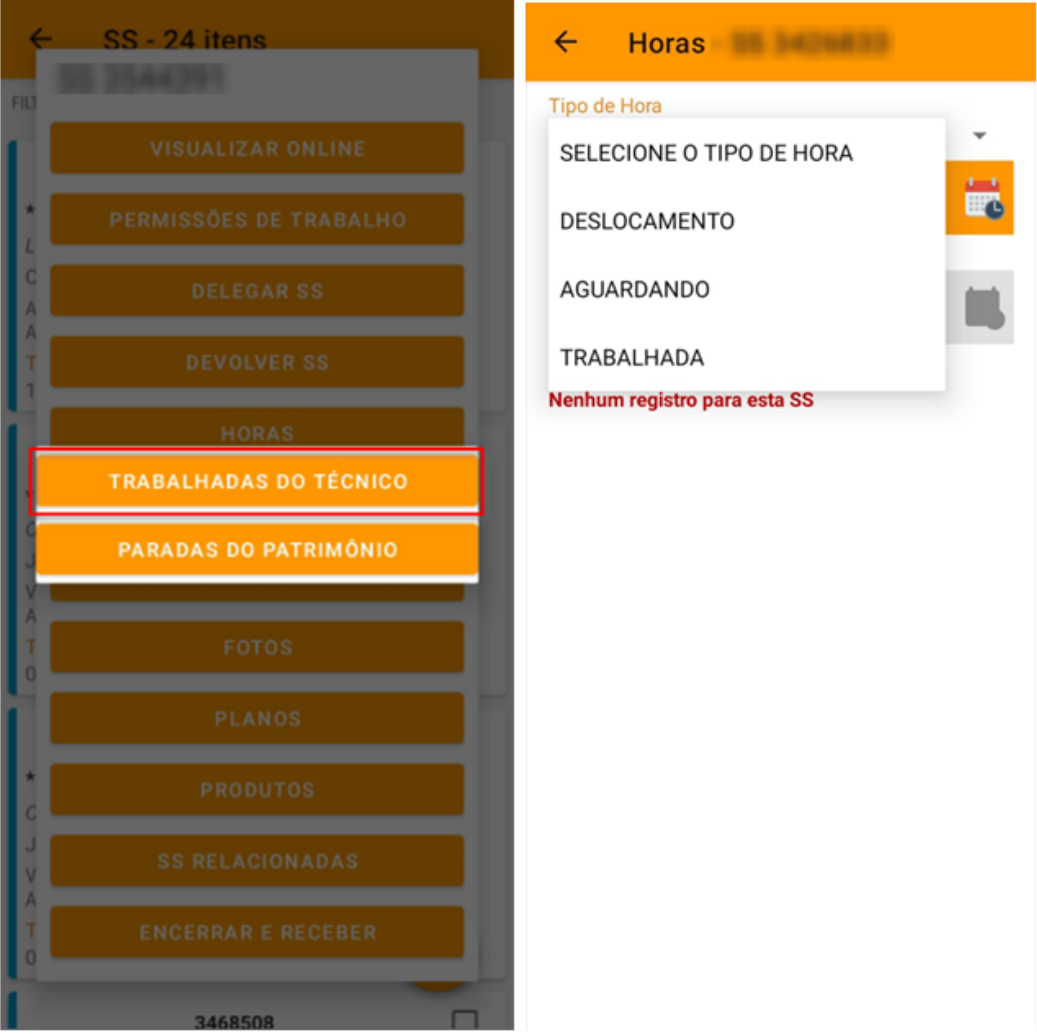 SS - 24 itens
VISUALIZAR ONLINE
PERMISSÕES DE TRABALHO
DELEGAR SS
DEVOLVER SS
HORAS
TRABALHADAS DO TÉCNICO
PARADAS DO PATRIMÔNIO
FOTOS
PLANOS
PRODUTOS
SS RELACIONADAS
ENCERRAR E RECEBER
3468508
Horas -
Tipo de Hora
SELECIONE O TIPO DE HORA
DESLOCAMENTO
AGUARDANDO
TRABALHADA
Nenhum registro para esta SS